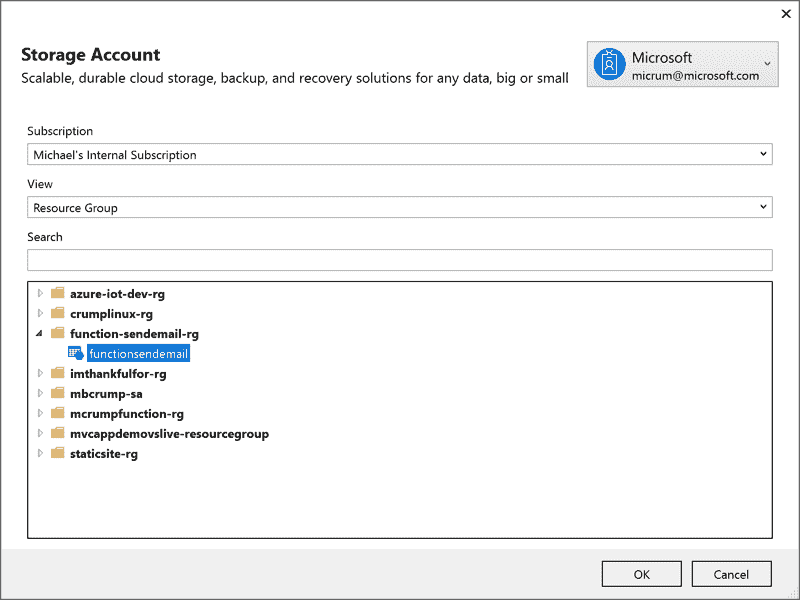 Storage Account
Scalable, durable cloud storage, backup, and recovery solutions for any data, big or small
Microsoft
micrum@microsoft.com
Subscription
Michael's Internal Subscription
View
Resource Group
Search
azure-iot-dev-rg
crumplinux-rg
function-sendemail-rg
functionsendemail
imthankfulfor-rg
mbcrump-sa
mcrumpfunction-rg
mvcappdemovslive-resourcegroup
staticsite-rg
OK
Cancel